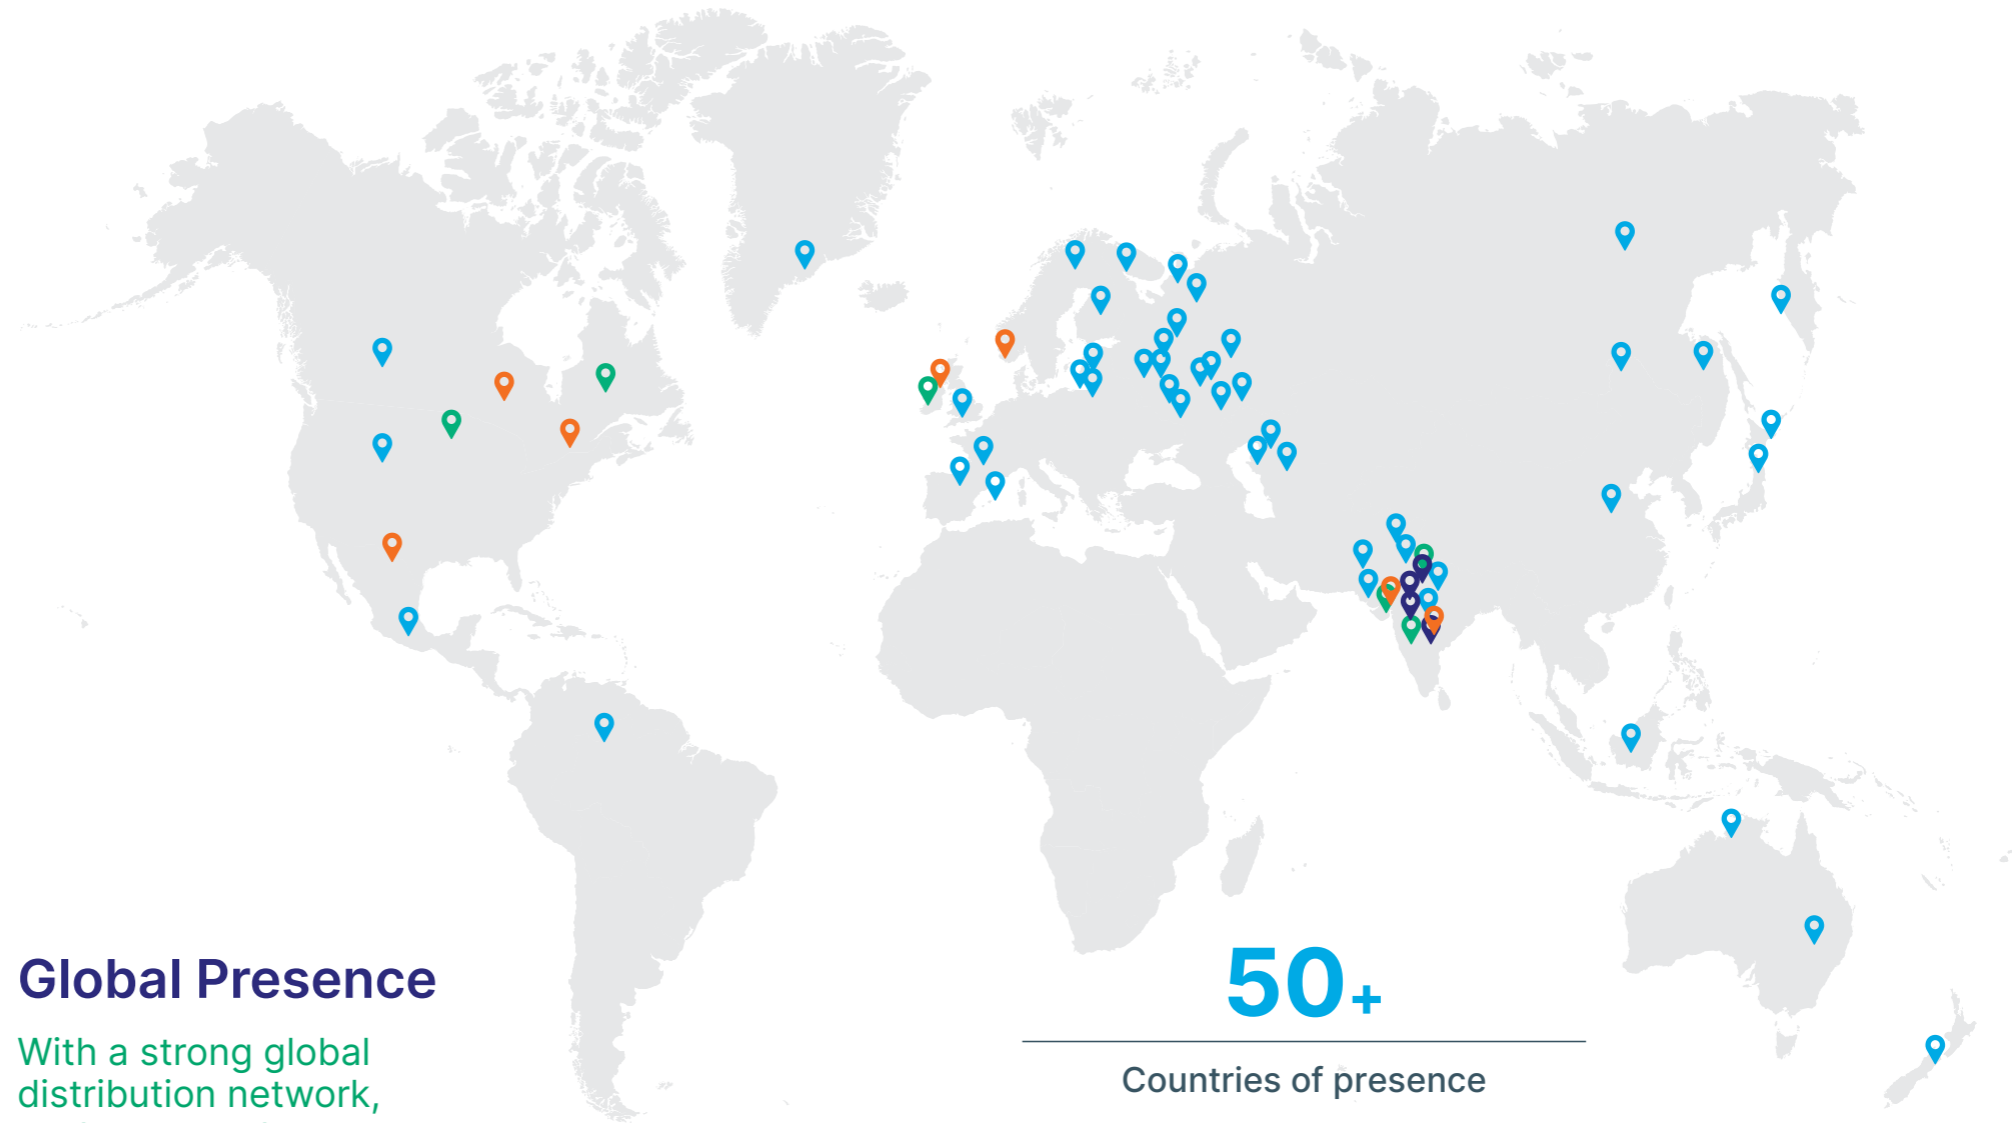 Global Presence
With a strong global
distribution network,
50+
Countries of presence